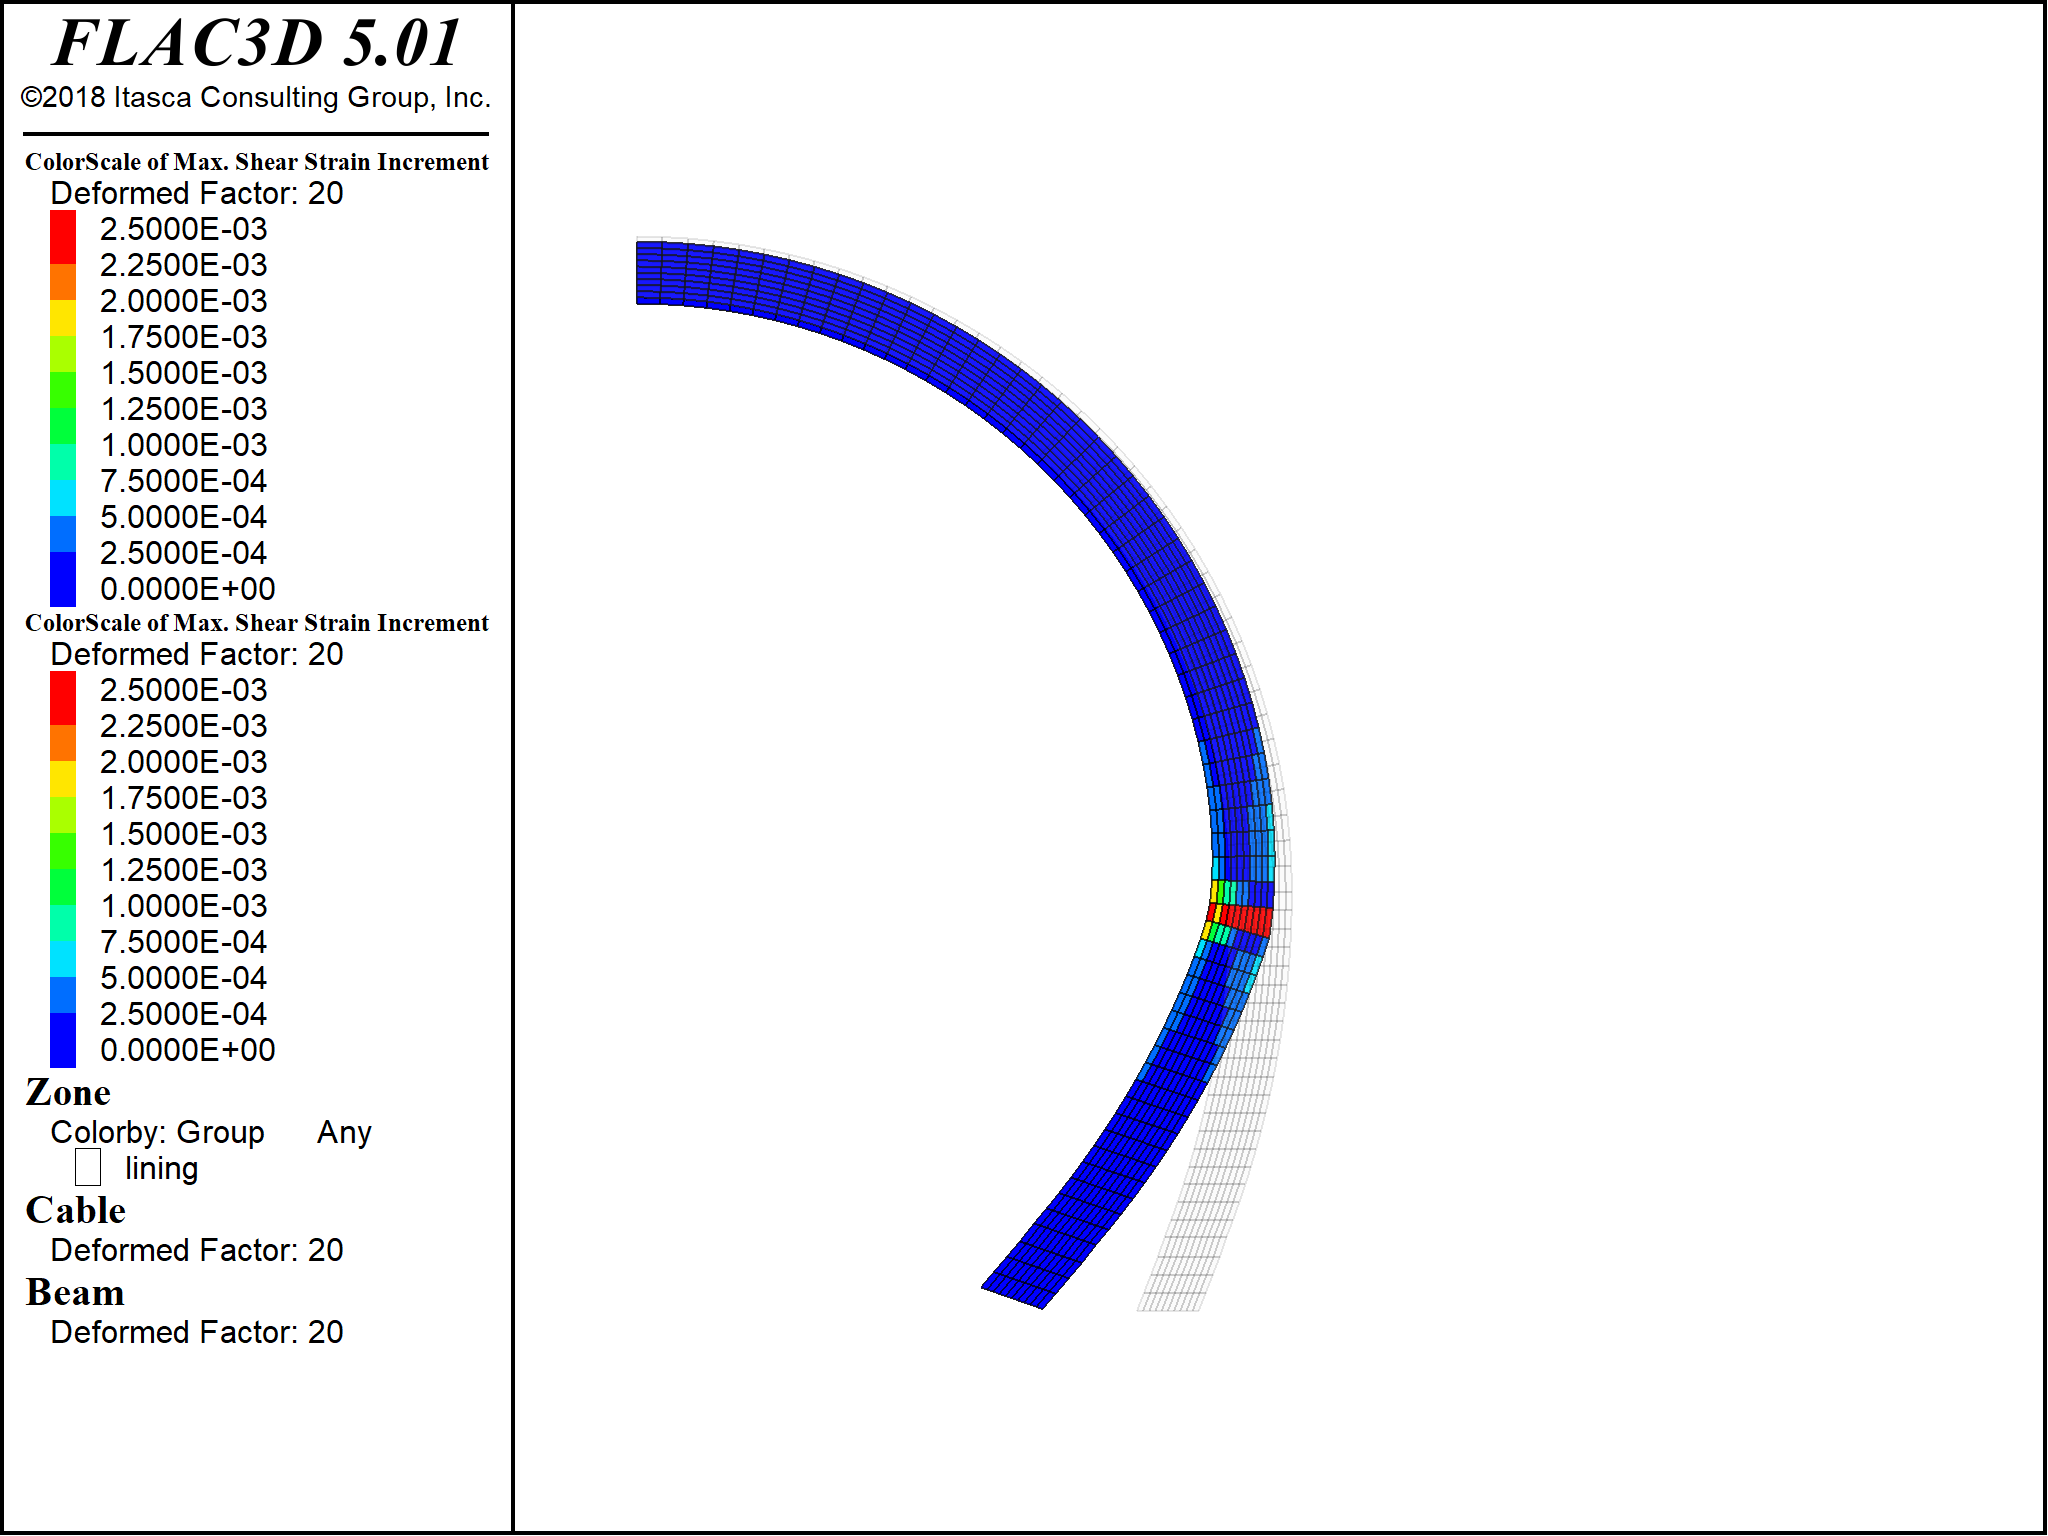 FLAC3D 5.01
©2018 Itasca Consulting Group, Inc.
ColorScale of Max. Shear Strain Increment
Deformed Factor: 20
2.5000E-03
2.2500E-03
2.0000E-03
1.7500E-03
1.5000E-03
1.2500E-03
1.0000E-03
7.5000E-04
5.0000E-04
2.5000E-04
0.0000E+00
ColorScale of Max. Shear Strain Increment
Deformed Factor: 20
2.5000E-03
2.2500E-03
2.0000E-03
1.7500E-03
1.5000E-03
1.2500E-03
1.0000E-03
7.5000E-04
5.0000E-04
2.5000E-04
0.0000E+00
Zone
Colorby: Group Any
lining
Cable
Deformed Factor: 20
Beam
Deformed Factor: 20